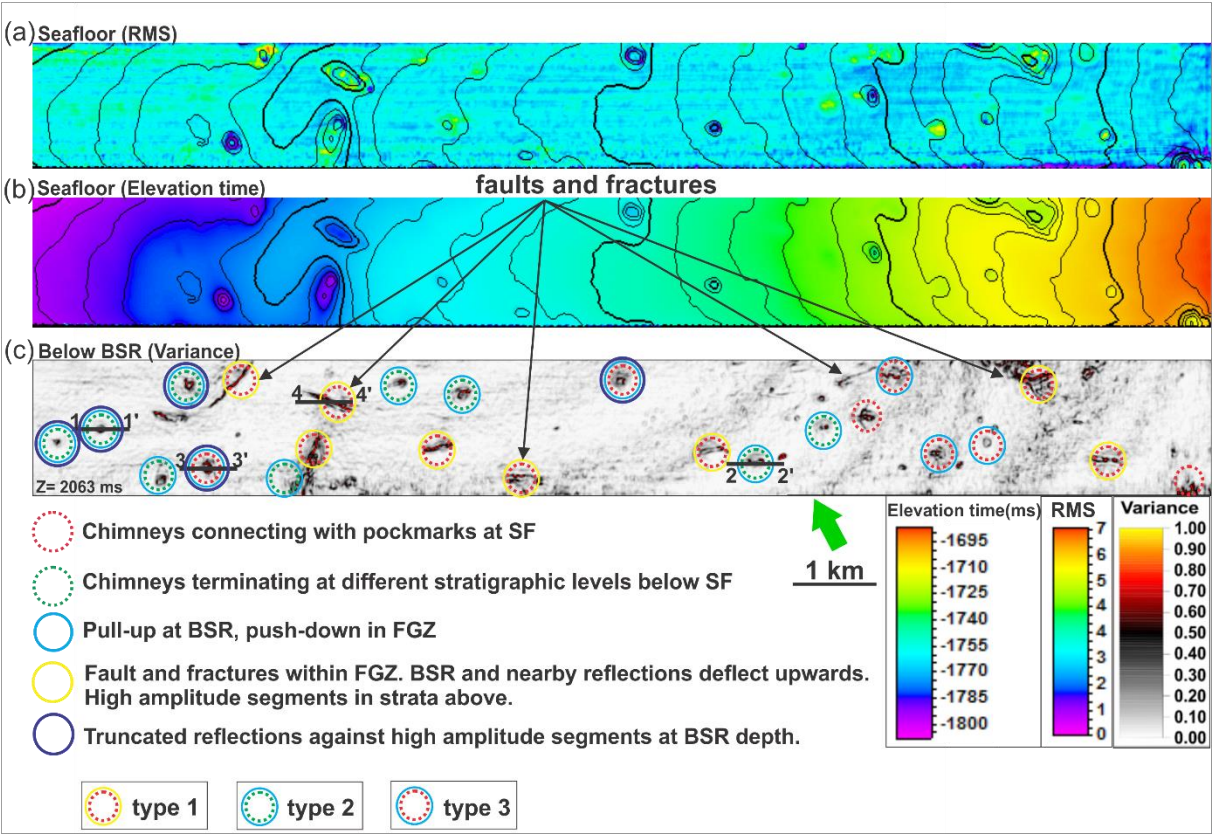 (a) Seafloor (RMS)
(b) Seafloor (Elevation time)
faults and fractures
(c) Below BSR (Variance)
4 4'
1 1'
3 3'
2 2'
Z= 2063 ms
1 km
Chimneys connecting with pockmarks at SF
Chimneys terminating at different stratigraphic levels below SF
Pull-up at BSR, push-down in FGZ
Fault and fractures within FGZ. BSR and nearby reflections deflect upwards.
High amplitude segments in strata above.
Truncated reflections against high amplitude segments at BSR depth.
type 1
type 2
type 3
Elevation time(ms)
-1695
-1710
-1725
-1740
-1755
-1770
-1785
-1800
RMS
7
6
5
4
3
2
1
0
Variance
1.00
0.90
0.80
0.70
0.60
0.50
0.40
0.30
0.20
0.10
0.00